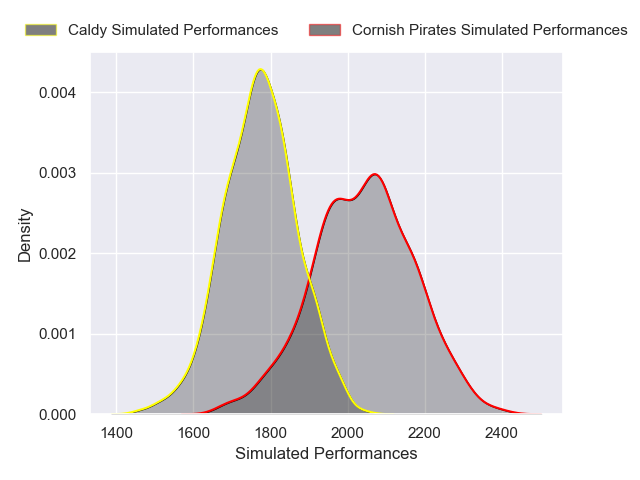 Caldy Simulated Performances
Cornish Pirates Simulated Performances
0.004
0.003
0.002
0.001
0.000
Density
1400 1600 1800 2000 2200 2400
Simulated Performances